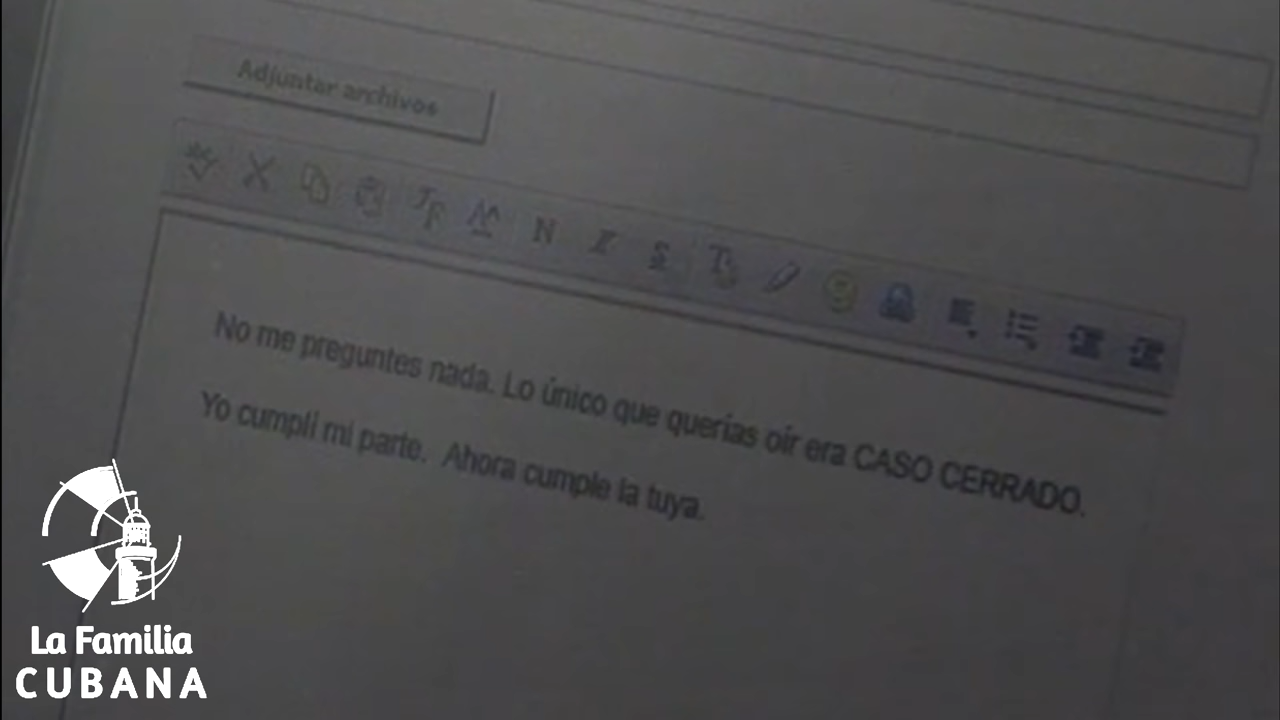 Adjuntar archivos
No me preguntes nada. Lo único que querías oír era CASO CERRADO.
Yo cumplí mi parte. Ahora cumple la tuya.
La Familia
CUBANA